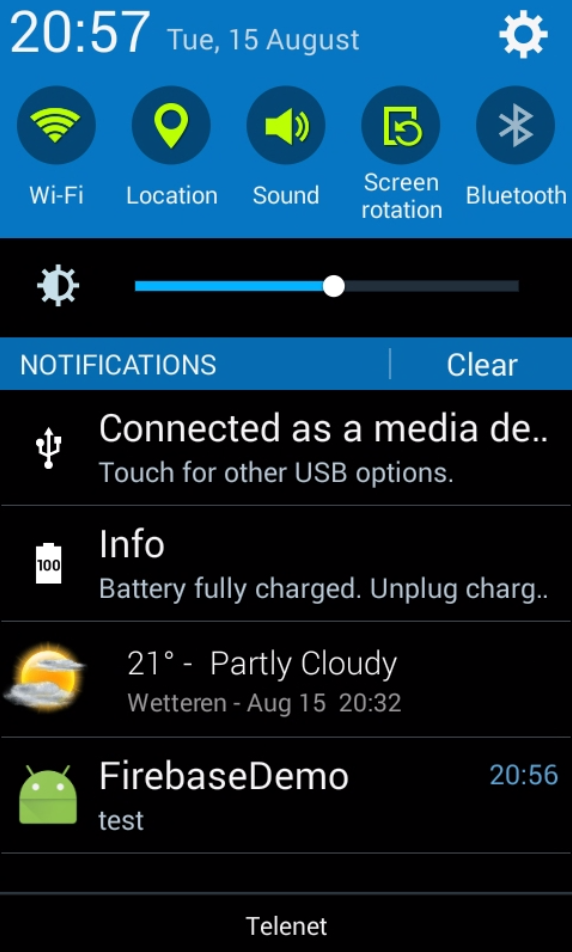 20:57 Tue, 15 August
Wi-Fi Location Sound Screen rotation Bluetooth
NOTIFICATIONS Clear
Connected as a media de..
Touch for other USB options.
100
Info
Battery fully charged. Unplug charg..
21° - Partly Cloudy
Wetteren - Aug 15 20:32
FirebaseDemo 20:56
test
Telenet